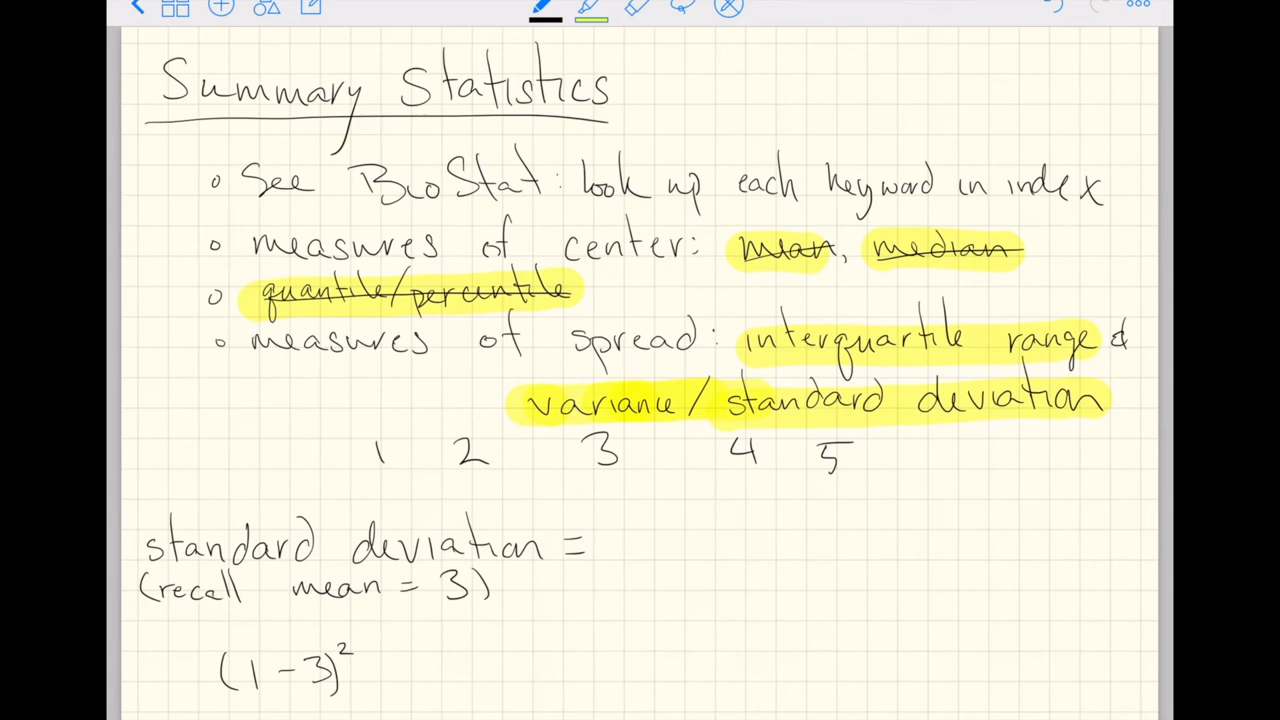 Summary Statistics
o See BioStat: look up each keyword in index
o measures of center: mean, median
o quantile/percentile
o measures of spread: interquartile range &
variance/standard deviation
1 2 3 4 5
standard deviation =
(recall mean = 3)
(1-3)²